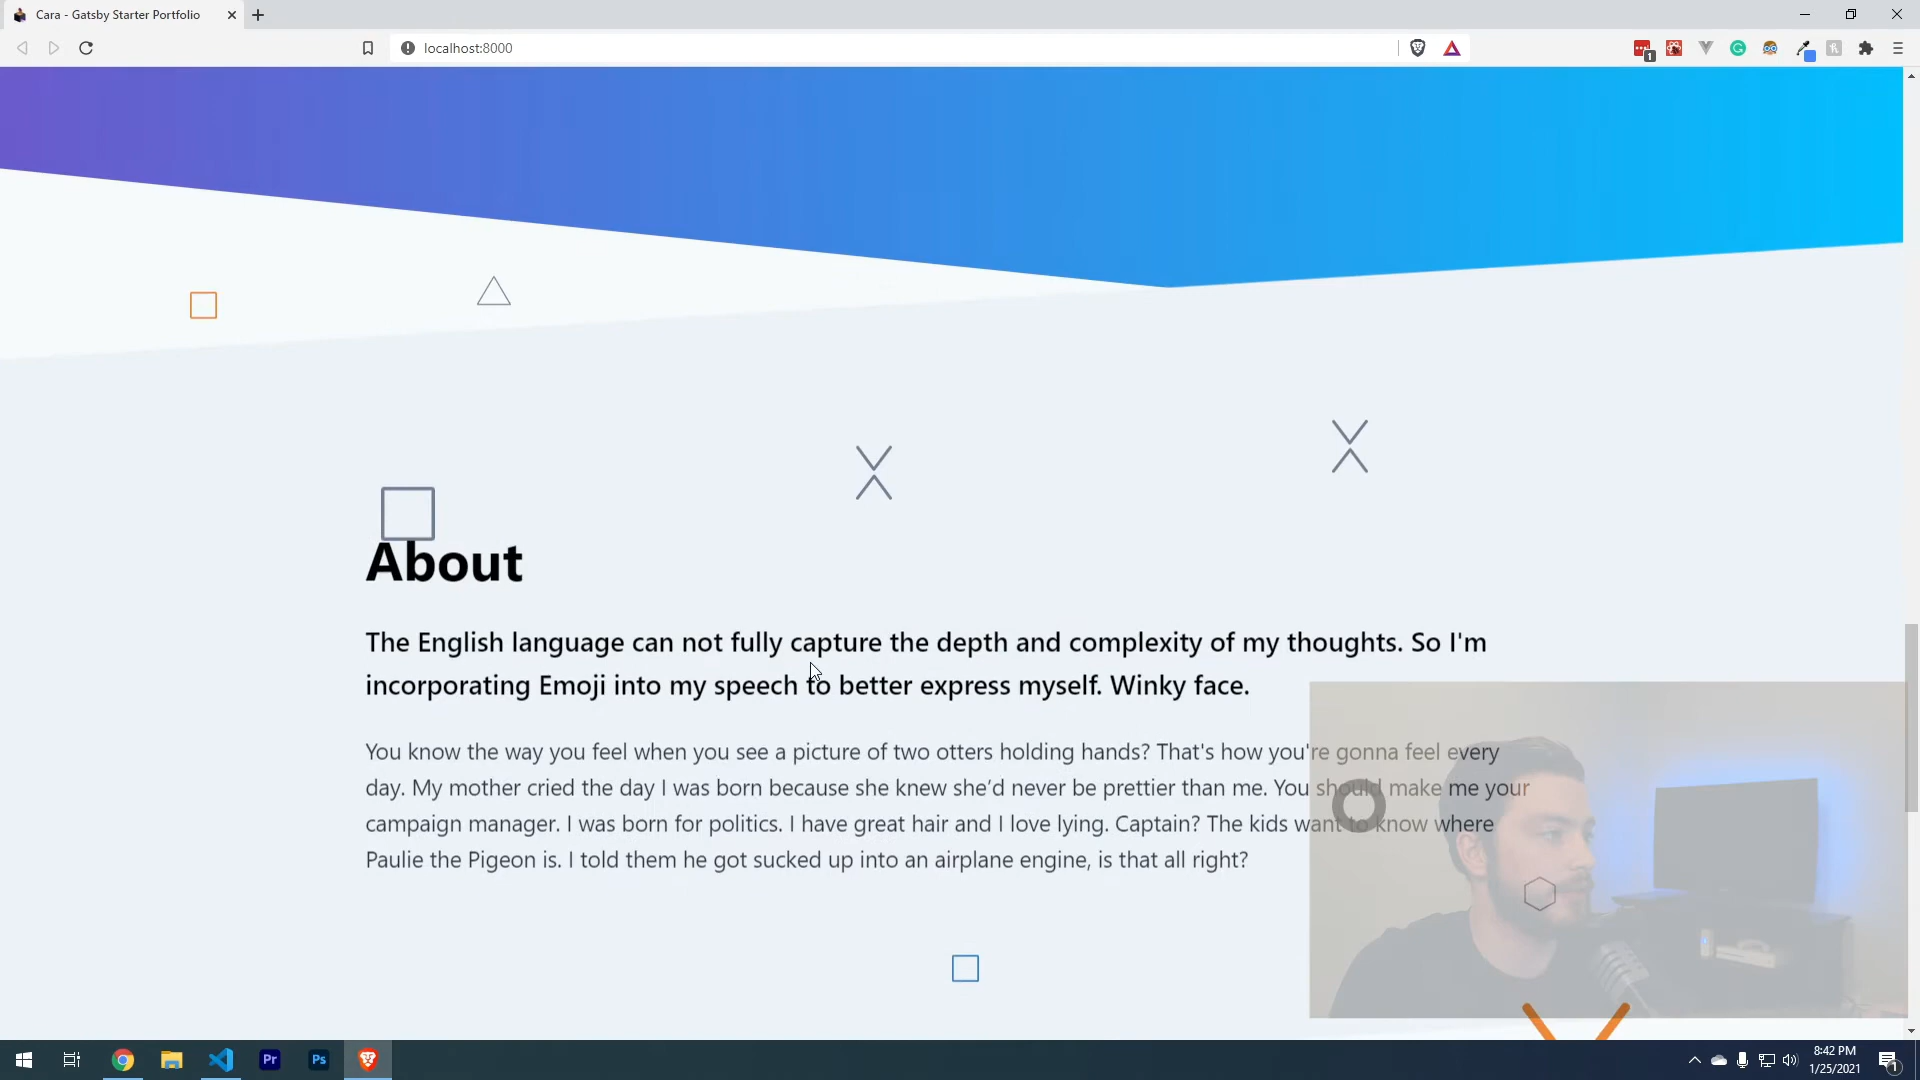 Cara - Gatsby Starter Portfolio
localhost:8000
1
About
The English language can not fully capture the depth and complexity of my thoughts. So I'm
incorporating Emoji into my speech to better express myself. Winky face.
You know the way you feel when you see a picture of two otters holding hands? That's how you're gonna feel every
day. My mother cried the day I was born because she knew she’d never be prettier than me. You should make me your
campaign manager. I was born for politics. I have great hair and I love lying. Captain? The kids want to know where
Paulie the Pigeon is. I told them he got sucked up into an airplane engine, is that all right?
Pr
Ps
8:42 PM
1/25/2021
1